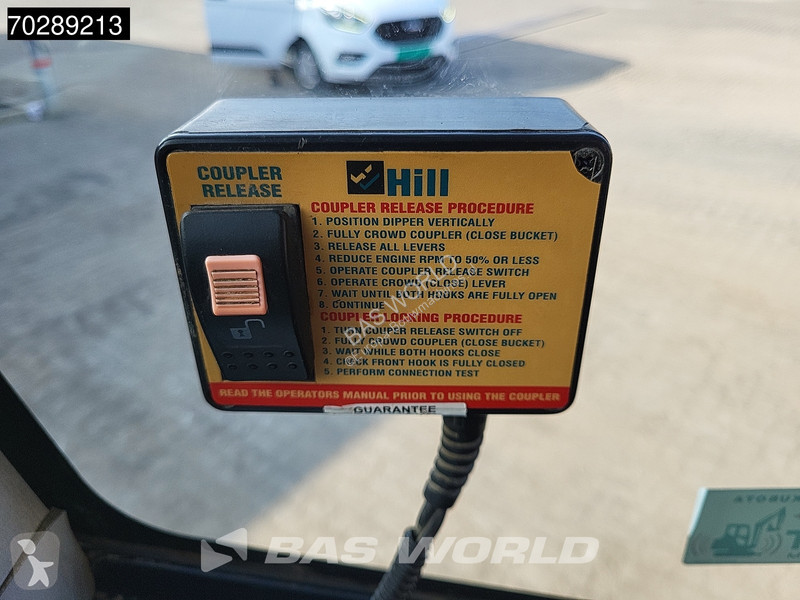 70289213
COUPLER
RELEASE
Hill
COUPLER RELEASE PROCEDURE
1. POSITION DIPPER VERTICALLY
2. FULLY CROWD COUPLER (CLOSE BUCKET)
3. RELEASE ALL LEVERS
4. REDUCE ENGINE RPM TO 50% OR LESS
5. OPERATE COUPLER RELEASE SWITCH
6. OPERATE CROWD (CLOSE) LEVER
7. WAIT UNTIL BOTH HOOKS ARE FULLY OPEN
8. CONTINUE
COUPLER LOCKING PROCEDURE
1. TURN COUPER RELEASE SWITCH OFF
2. FULLY CROWD COUPLER (CLOSE BUCKET)
3. WAIT WHILE BOTH HOOKS CLOSE
4. CHECK FRONT HOOK IS FULLY CLOSED
5. PERFORM CONNECTION TEST
READ THE OPERATORS MANUAL PRIOR TO USING THE COUPLER
GUARANTEE
BAS WORLD
BAS WORLD